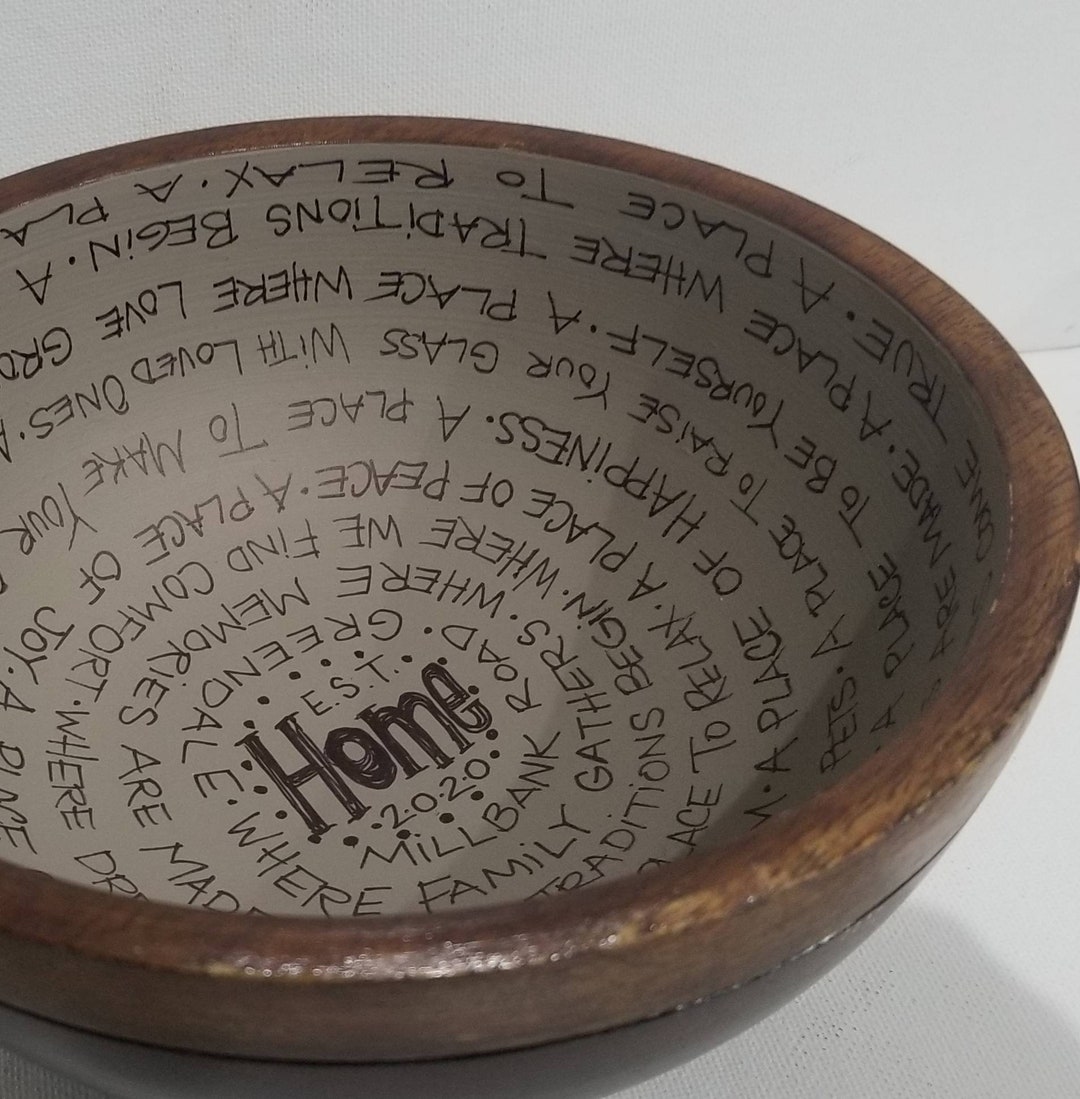 E.S.T.
Home
2020
MiLLBANK ROAD. GREENDALE. WHERE
FAMiLY GATHERS. WHERE MEMORiES ARE MADE
TRADiTiONS BEGiN. WHERE WE FiND COMFORT. WHERE
PLACE TO RELAX. A PLACE OF PEACE. A PLACE OF JOY. A PLACE
A PLACE OF HAPPiNESS. A PLACE TO MAKE YOUR
PETS. A PLACE TO RAiSE YOUR GLASS WiTH LOVED ONES.
A PLACE TO BE YOURSELF. A PLACE WHERE LOVE
ARE MADE. A PLACE WHERE TRADiTiONS BEGiN. A
COME TRUE. A PLACE TO RELAX. A